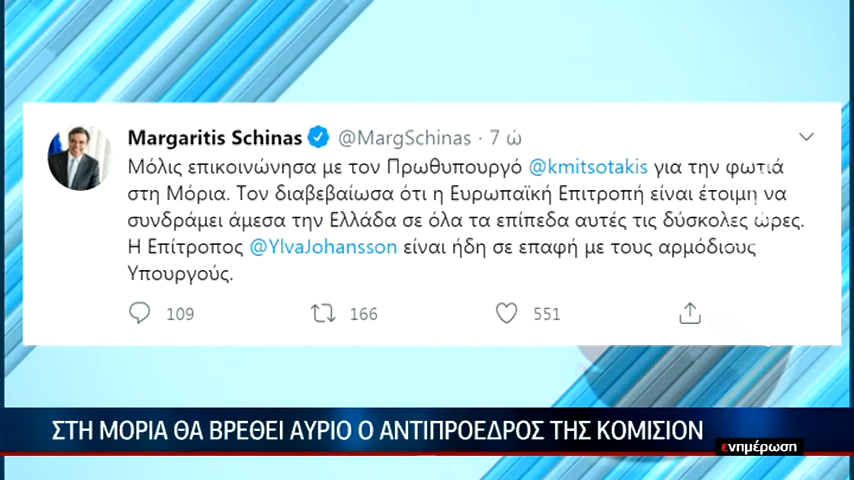 Margaritis Schinas @MargSchinas · 7 ώ
Μόλις επικοινώνησα με τον Πρωθυπουργό @kmitsotakis για την φωτιά
στη Μόρια. Τον διαβεβαίωσα ότι η Ευρωπαϊκή Επιτροπή είναι έτοιμη να
συνδράμει άμεσα την Ελλάδα σε όλα τα επίπεδα αυτές τις δύσκολες ώρες.
Η Επίτροπος @YlvaJohansson είναι ήδη σε επαφή με τους αρμόδιους
Υπουργούς.
109 166 551
ΣΤΗ ΜΟΡΙΑ ΘΑ ΒΡΕΘΕΙ ΑΥΡΙΟ Ο ΑΝΤΙΠΡΟΕΔΡΟΣ ΤΗΣ ΚΟΜΙΣΙΟΝ
ενημέρωση